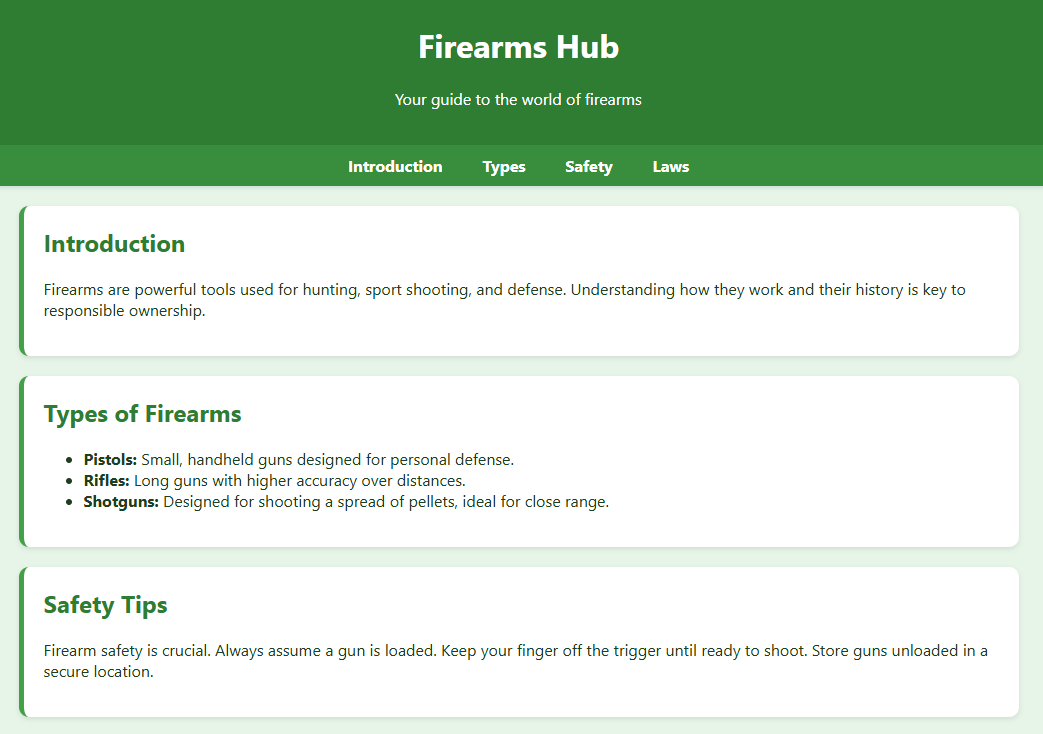 Firearms Hub
Your guide to the world of firearms
Introduction Types Safety Laws
Introduction
Firearms are powerful tools used for hunting, sport shooting, and defense. Understanding how they work and their history is key to
responsible ownership.
Types of Firearms
• Pistols: Small, handheld guns designed for personal defense.
• Rifles: Long guns with higher accuracy over distances.
• Shotguns: Designed for shooting a spread of pellets, ideal for close range.
Safety Tips
Firearm safety is crucial. Always assume a gun is loaded. Keep your finger off the trigger until ready to shoot. Store guns unloaded in a
secure location.